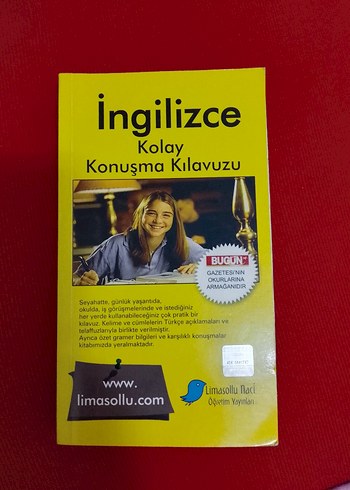 İngilizce
Kolay
Konuşma Kılavuzu
BUGÜN
GAZETESİ'NİN
OKURLARINA
ARMAĞANIDIR
Seyahatte, günlük yaşantıda,
okulda, iş görüşmelerinde ve istediğiniz
her yerde kullanabileceğiniz çok pratik bir
kılavuz. Kelime ve cümlelerin Türkçe açıklamaları ve
telaffuzlarıyla birlikte verilmiştir.
Ayrıca özet gramer bilgileri ve karşılıklı konuşmalar
kitabımızda yeralmaktadır.
www.
limasollu.com
Limasollu Naci
Öğretim Yayınları